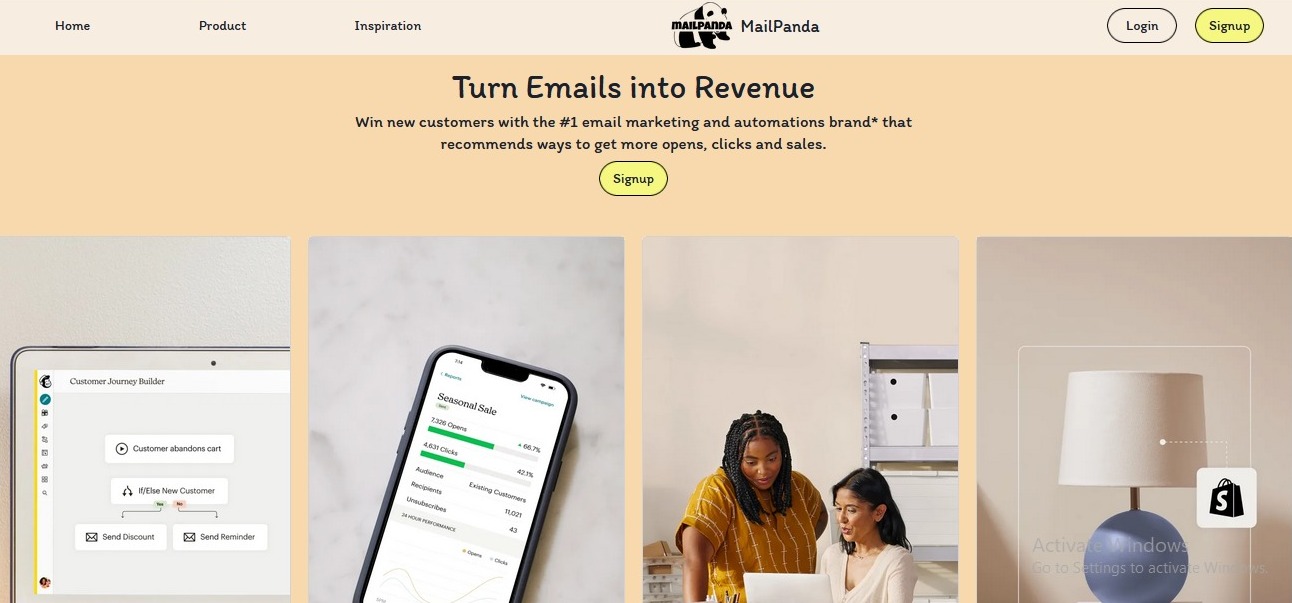 Home
Product
Inspiration
MAILPANDA
MailPanda
Login
Signup
Turn Emails into Revenue
Win new customers with the #1 email marketing and automations brand* that
recommends ways to get more opens, clicks and sales.
Signup
Customer Journey Builder
Customer abandons cart
If/Else New Customer
Yes
No
Send Discount
Send Reminder
7:14
Reports
View campaign
Seasonal Sale
7,326 Opens
66.7%
4,631 Clicks
42.1%
Audience
Existing Customers
Recipients
11,021
Unsubscribes
43
24 HOUR PERFORMANCE
Opens
Clicks
S
Activate Windows
Go to Settings to activate Windows.